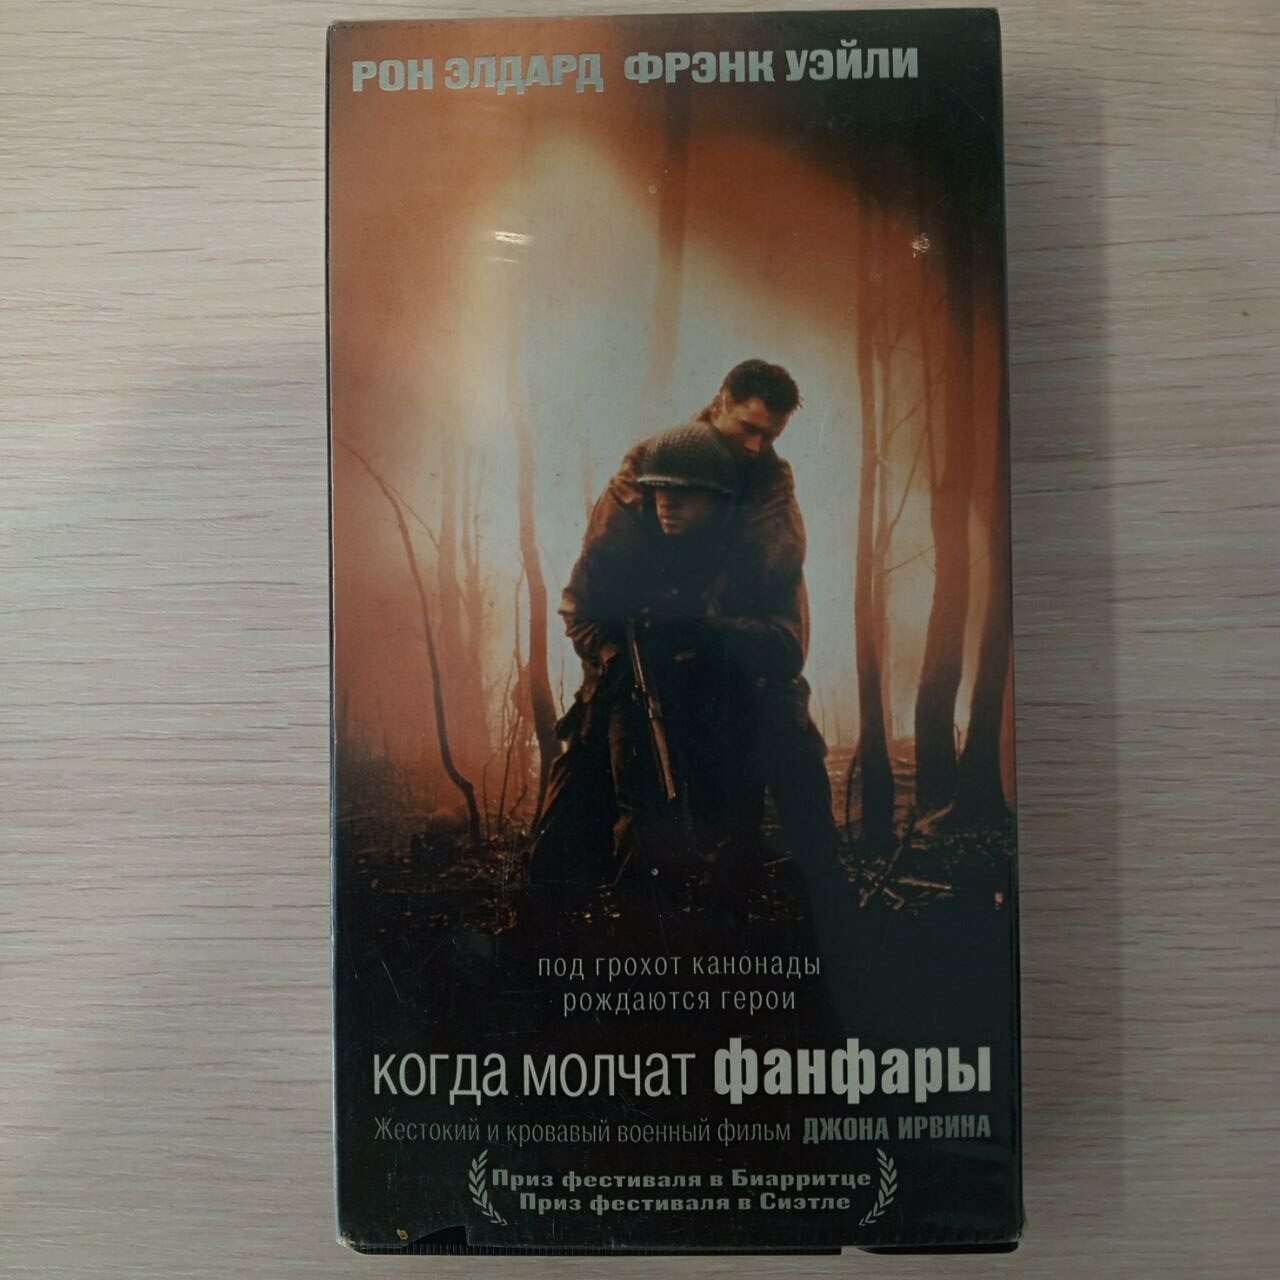 РОН ЭЛДАРД ФРЭНК УЭЙЛИ
под грохот канонады
рождаются герои
когда молчат фанфары
Жестокий и кровавый военный фильм ДЖОНА ИРВИНА
Приз фестиваля в Биарритце
Приз фестиваля в Сиэтле